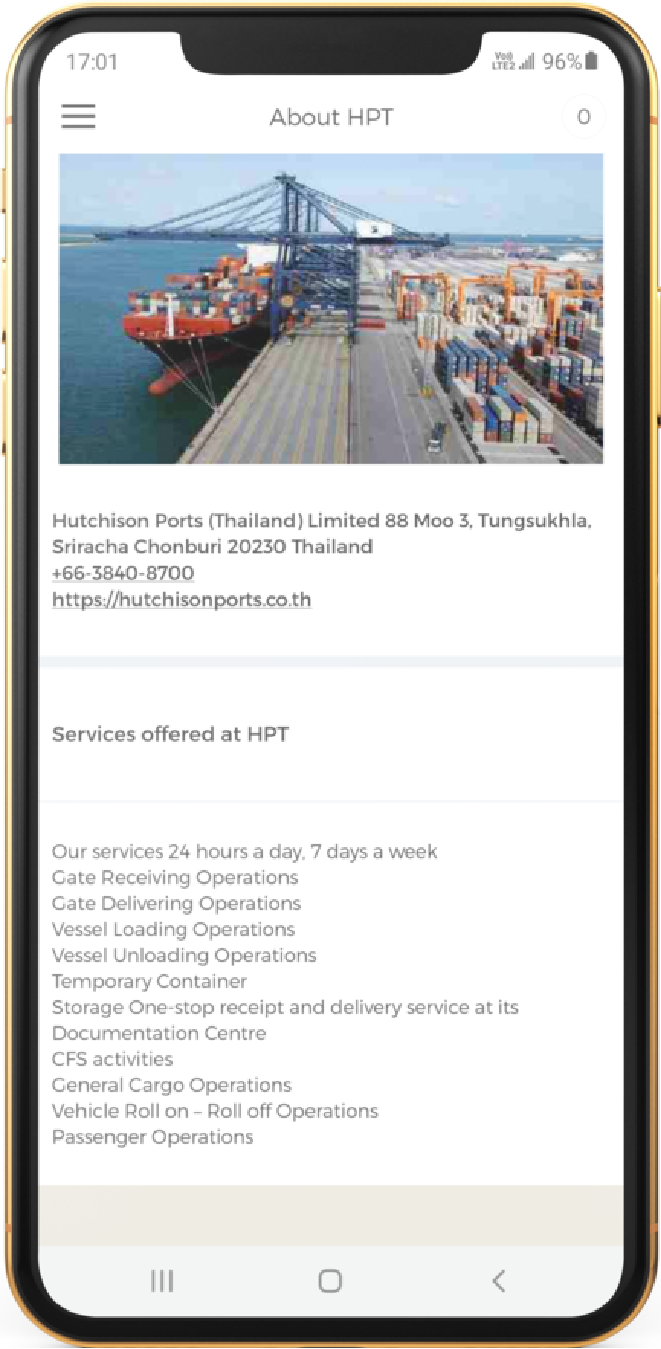 17:01
Vo))
LTE2
96%
About HPT
0
Hutchison Ports (Thailand) Limited 88 Moo 3, Tungsukhla,
Sriracha Chonburi 20230 Thailand
+66-3840-8700
https://hutchisonports.co.th
Services offered at HPT
Our services 24 hours a day, 7 days a week
Gate Receiving Operations
Gate Delivering Operations
Vessel Loading Operations
Vessel Unloading Operations
Temporary Container
Storage One-stop receipt and delivery service at its
Documentation Centre
CFS activities
General Cargo Operations
Vehicle Roll on – Roll off Operations
Passenger Operations